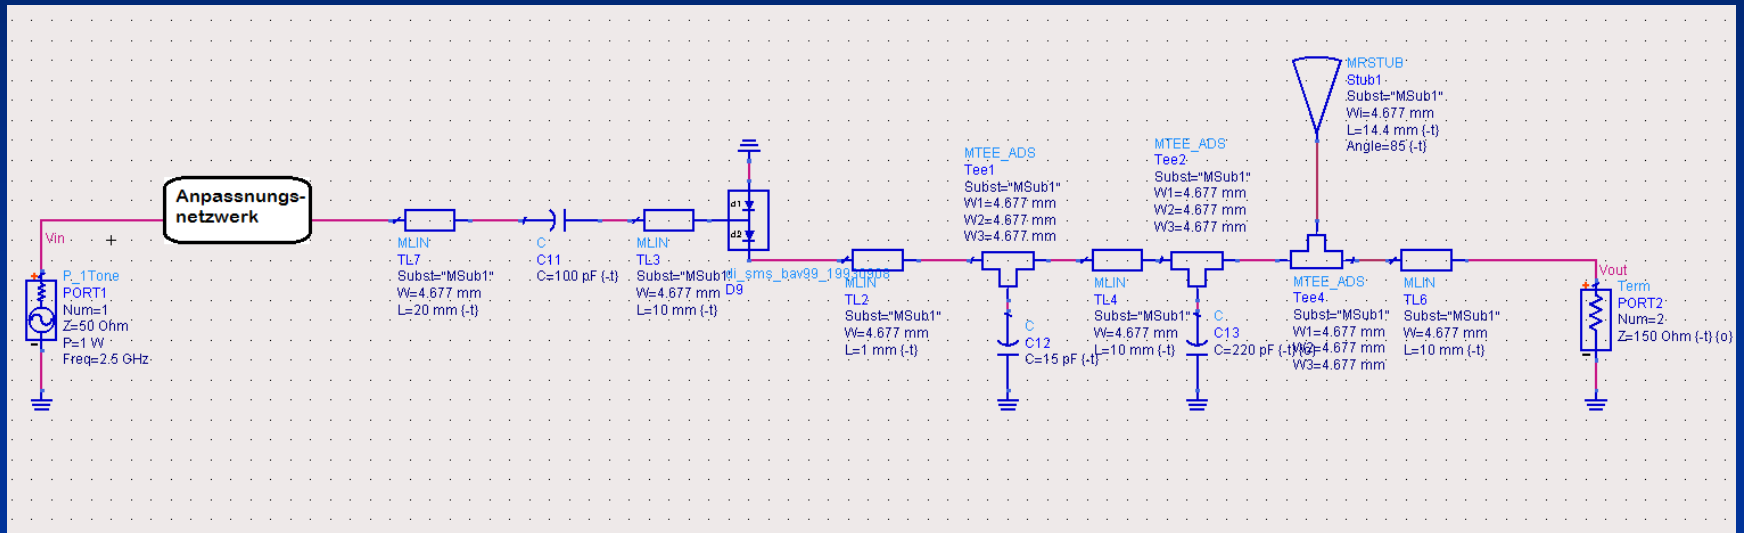 Anpassnungs-
netzwerk
Vin
P_1Tone
PORT1
Num=1
Z=50 Ohm
P=1 W
Freq=2.5 GHz
MLIN
TL7
Subst="MSub1"
W=4.677 mm
L=20 mm {-t}
C
C11
C=100 pF {-t}
MLIN
TL3
Subst="MSub1"
W=4.677 mm
L=10 mm {-t}
d1
d2
D9
MLIN
TL2
Subst="MSub1"
W=4.677 mm
L=1 mm {-t}
MTEE_ADS
Tee1
Subst="MSub1"
W1=4.677 mm
W2=4.677 mm
W3=4.677 mm
C
C12
C=15 pF {-t}
MLIN
TL4
Subst="MSub1"
W=4.677 mm
L=10 mm {-t}
MTEE_ADS
Tee2
Subst="MSub1"
W1=4.677 mm
W2=4.677 mm
W3=4.677 mm
C
C13
C=220 pF {-t}
MRSTUB
Stub1
Subst="MSub1"
Wi=4.677 mm
L=14.4 mm {-t}
Angle=85 {-t}
MTEE_ADS
Tee4
Subst="MSub1"
W1=4.677 mm
W2=4.677 mm
W3=4.677 mm
MLIN
TL6
Subst="MSub1"
W=4.677 mm
L=10 mm {-t}
Vout
Term
PORT2
Num=2
Z=150 Ohm {-t} {o}